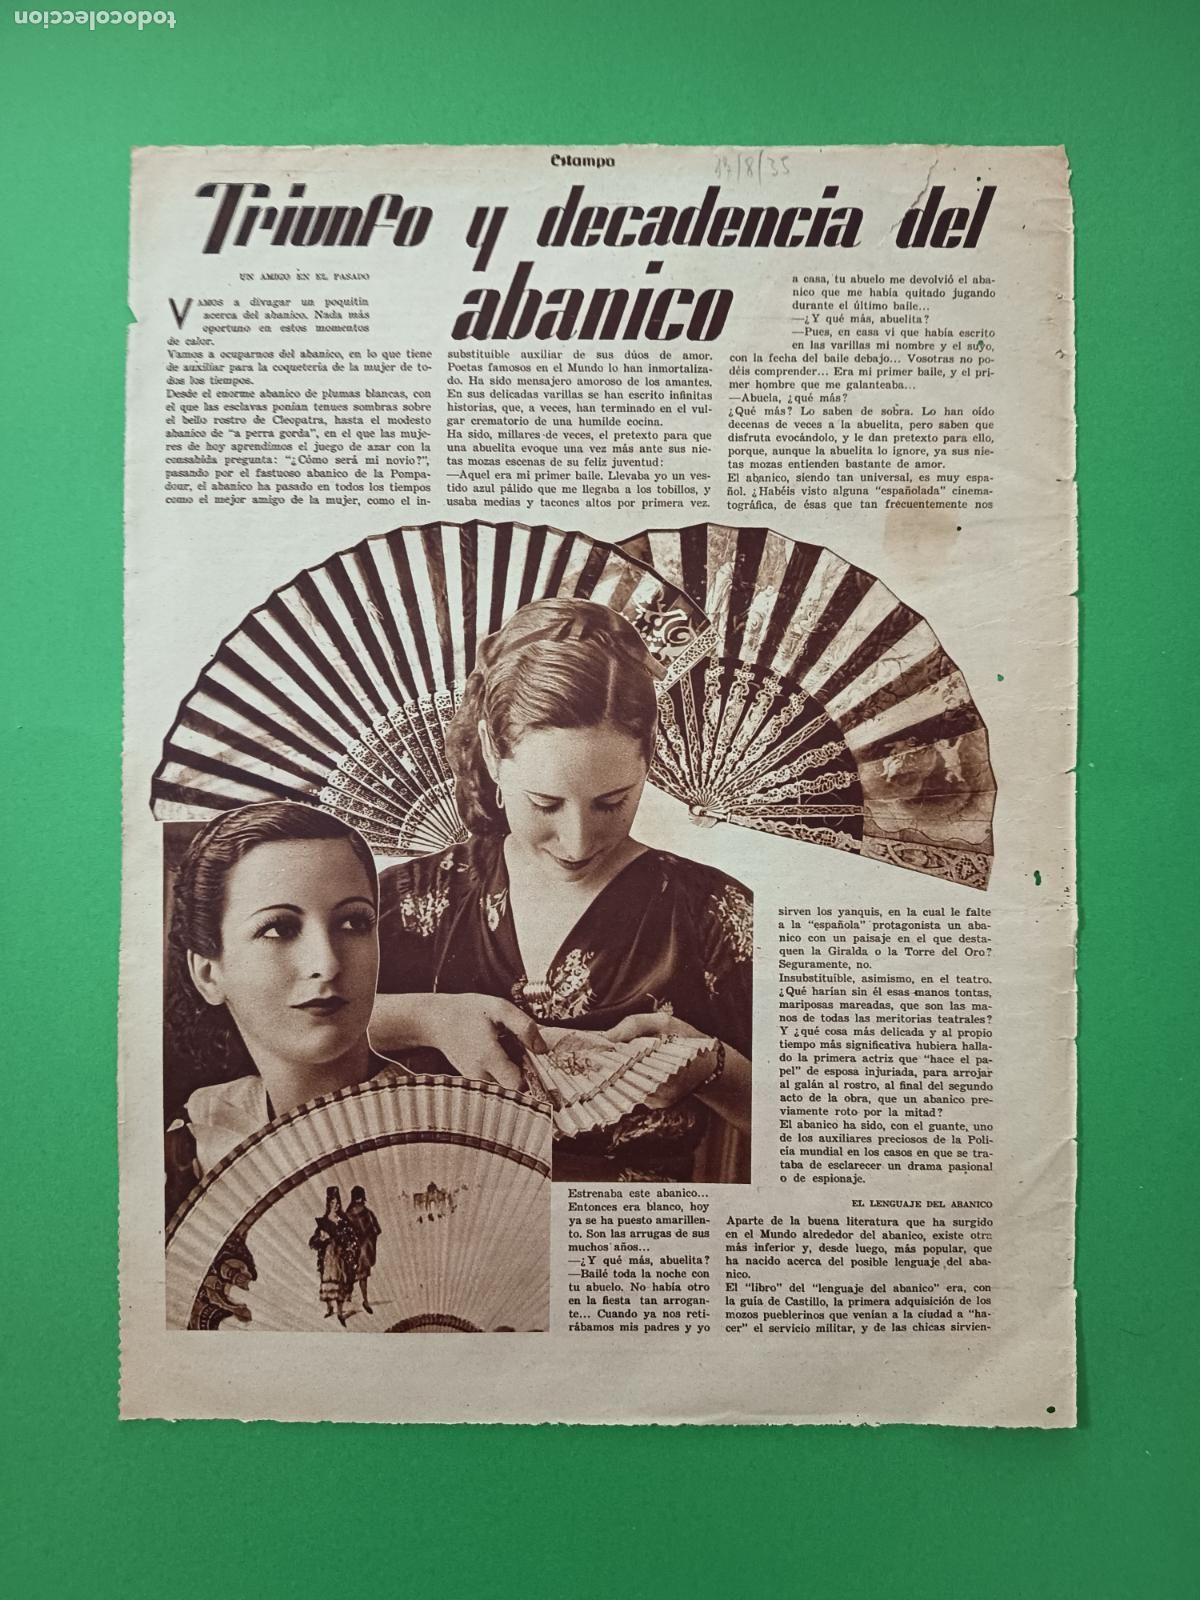 todocoleccion
Estampa
17/8/35
Triunfo y decadencia del
abanico
UN AMIGO EN EL PASADO
VAMOS a divagar un poquitín
acerca del abanico. Nada más
oportuno en estos momentos
de calor.
Vamos a ocuparnos del abanico, en lo que tiene
de auxiliar para la coquetería de la mujer de to-
dos los tiempos.
Desde el enorme abanico de plumas blancas, con
el que las esclavas ponían tenues sombras sobre
el bello rostro de Cleopatra, hasta el modesto
abanico de "a perra gorda", en el que las muje-
res de hoy aprendimos el juego de azar con la
consabida pregunta: "¿Cómo será mi novio?",
pasando por el fastuoso abanico de la Pompa-
dour, el abanico ha pasado en todos los tiempos
como el mejor amigo de la mujer, como el in-
substituible auxiliar de sus dúos de amor.
Poetas famosos en el Mundo lo han inmortaliza-
do. Ha sido mensajero amoroso de los amantes.
En sus delicadas varillas se han escrito infinitas
historias, que, a veces, han terminado en el vul-
gar crematorio de una humilde cocina.
Ha sido, millares de veces, el pretexto para que
una abuelita evoque una vez más ante sus nie-
tas mozas escenas de su feliz juventud:
—Aquel era mi primer baile. Llevaba yo un ves-
tido azul pálido que me llegaba a los tobillos, y
usaba medias y tacones altos por primera vez.
Estrenaba este abanico...
Entonces era blanco, hoy
ya se ha puesto amarillen-
to. Son las arrugas de sus
muchos años...
—¿Y qué más, abuelita?
—Bailé toda la noche con
tu abuelo. No había otro
en la fiesta tan arrogan-
te... Cuando ya nos reti-
rábamos mis padres y yo
a casa, tu abuelo me devolvió el aba-
nico que me había quitado jugando
durante el último baile...
—¿Y qué más, abuelita?
—Pues, en casa vi que había escrito
en las varillas mi nombre y el suyo,
con la fecha del baile debajo... Vosotras no po-
déis comprender... Era mi primer baile, y el pri-
mer hombre que me galanteaba...
—Abuela, ¿qué más?
¿Qué más? Lo saben de sobra. Lo han oído
decenas de veces a la abuelita, pero saben que
disfruta evocándolo, y le dan pretexto para ello,
porque, aunque la abuelita lo ignore, ya sus nie-
tas mozas entienden bastante de amor.
El abanico, siendo tan universal, es muy espa-
ñol. ¿Habéis visto alguna "españolada" cinema-
tográfica, de ésas que tan frecuentemente nos
sirven los yanquis, en la cual le falte
a la "española" protagonista un aba-
nico con un paisaje en el que desta-
quen la Giralda o la Torre del Oro?
Seguramente, no.
Insubstituible, asimismo, en el teatro.
¿Qué harían sin él esas manos tontas,
mariposas mareadas, que son las ma-
nos de todas las meritorias teatrales?
Y ¿qué cosa más delicada y al propio
tiempo más significativa hubiera halla-
do la primera actriz que "hace el pa-
pel" de esposa injuriada, para arrojar
al galán al rostro, al final del segundo
acto de la obra, que un abanico pre-
viamente roto por la mitad?
El abanico ha sido, con el guante, uno
de los auxiliares preciosos de la Poli-
cía mundial en los casos en que se tra-
taba de esclarecer un drama pasional
o de espionaje.
EL LENGUAJE DEL ABANICO
Aparte de la buena literatura que ha surgido
en el Mundo alrededor del abanico, existe otra
más inferior y, desde luego, más popular, que
ha nacido acerca del posible lenguaje del aba-
nico.
El "libro" del "lenguaje del abanico" era, con
la guía de Castillo, la primera adquisición de los
mozos pueblerinos que venían a la ciudad a "ha-
cer" el servicio militar, y de las chicas sirvien-